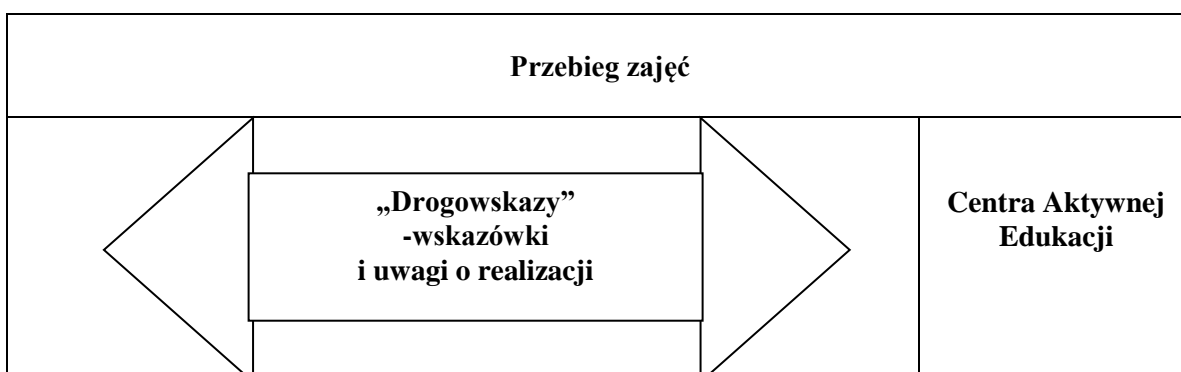 Przebieg zajęć
„Drogowskazy”
-wskazówki
i uwagi o realizacji
Centra Aktywnej
Edukacji